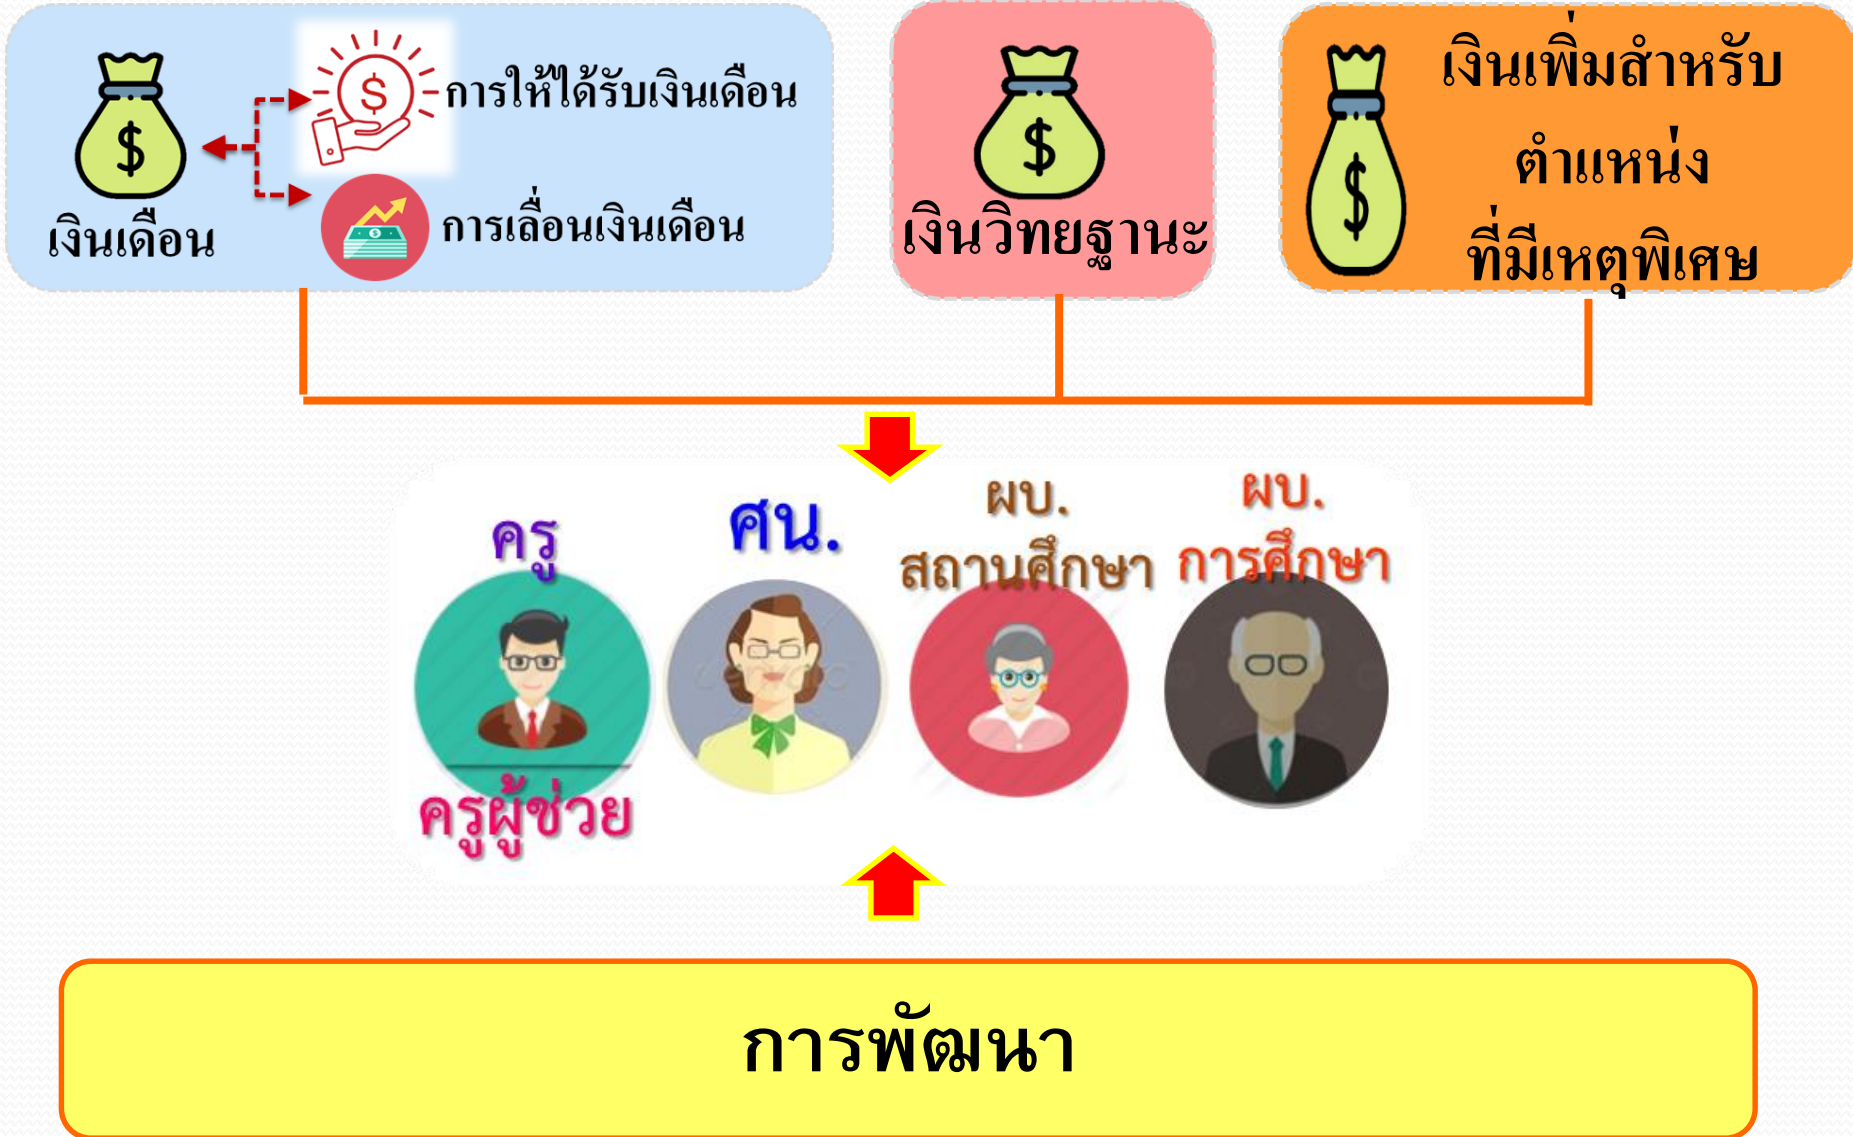 การให้ได้รับเงินเดือน
เงินเดือน
การเลื่อนเงินเดือน
เงินวิทยฐานะ
เงินเพิ่มสำหรับ
ตำแหน่ง
ที่มีเหตุพิเศษ
ครู
ศน.
ผบ.
สถานศึกษา
ผบ.
การศึกษา
ครูผู้ช่วย
การพัฒนา